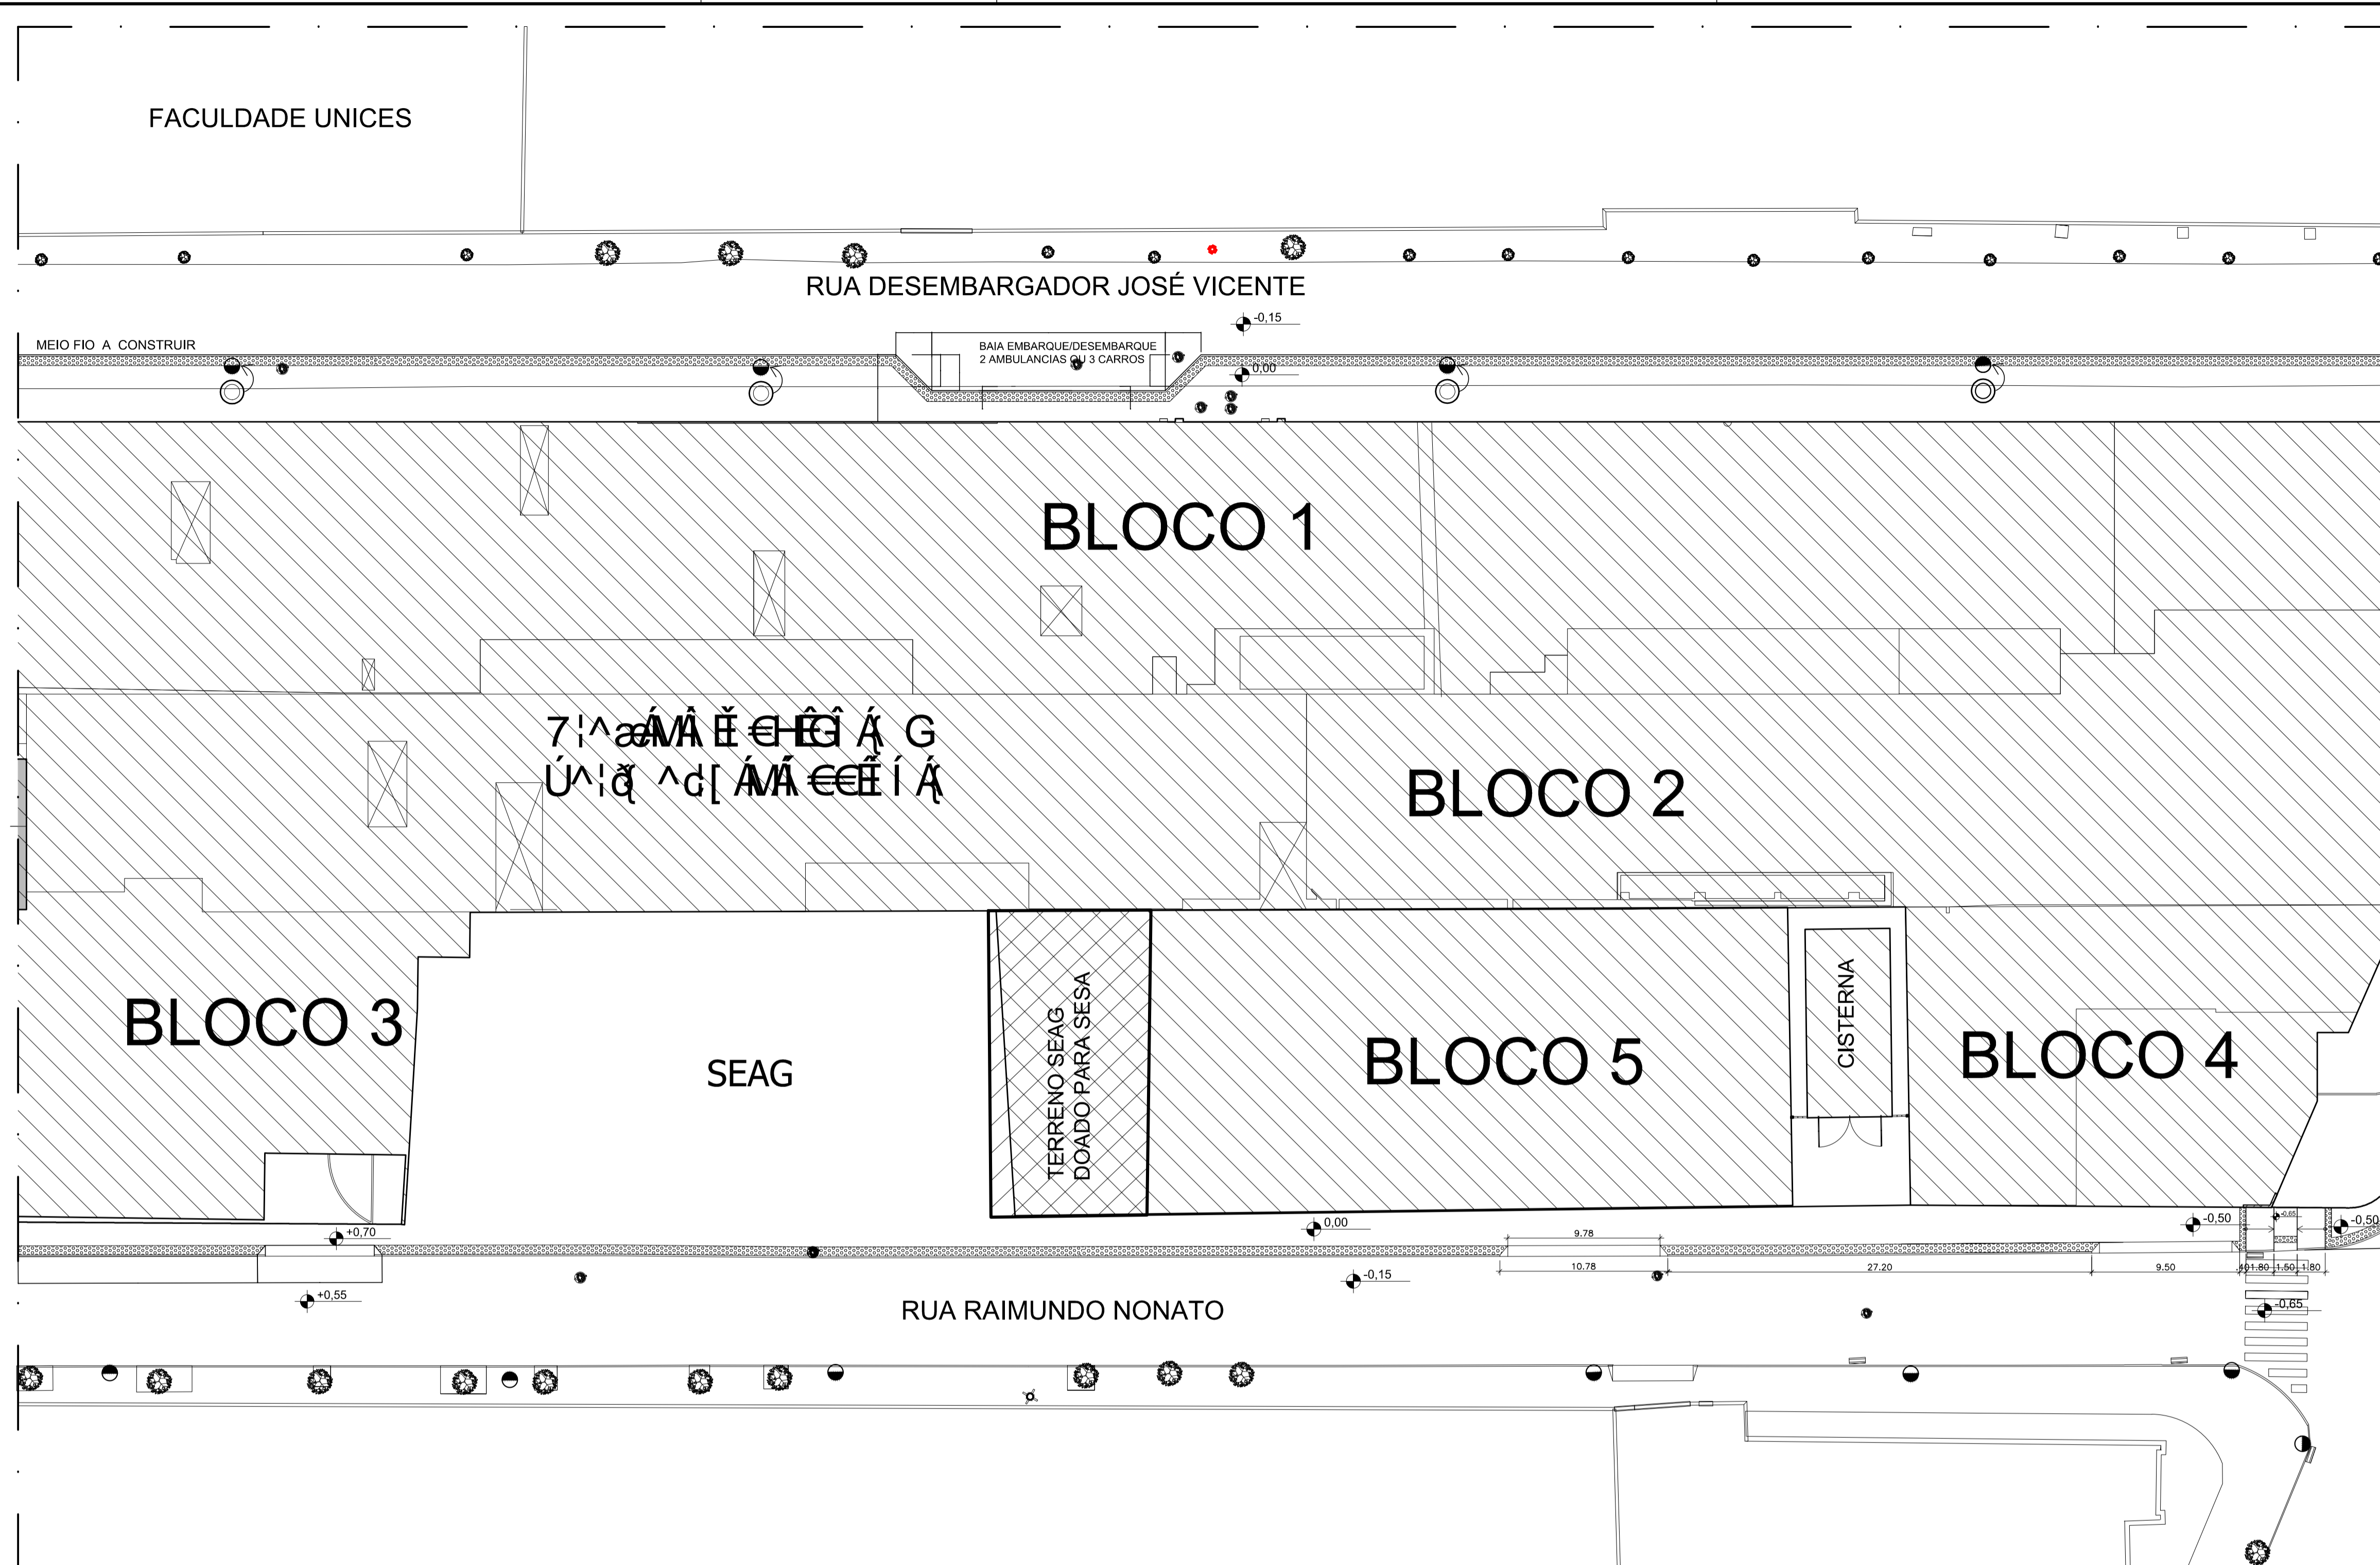 FACULDADE UNICES
RUA DESEMBARGADOR JOSÉ VICENTE
-0,15
MEIO FIO A CONSTRUIR
BAIA EMBARQUE/DESEMBARQUE
2 AMBULANCIAS OU 3 CARROS
0,00
BLOCO 1
BLOCO 2
BLOCO 3
SEAG
TERRENO SEAG
DOADO PARA SESA
BLOCO 5
CISTERNA
BLOCO 4
+0,70
0,00
9.78
-0,50
-0,65
-0,50
10.78
27.20
9.50
.40
1.80
1.50
1.80
+0,55
-0,15
-0,65
RUA RAIMUNDO NONATO